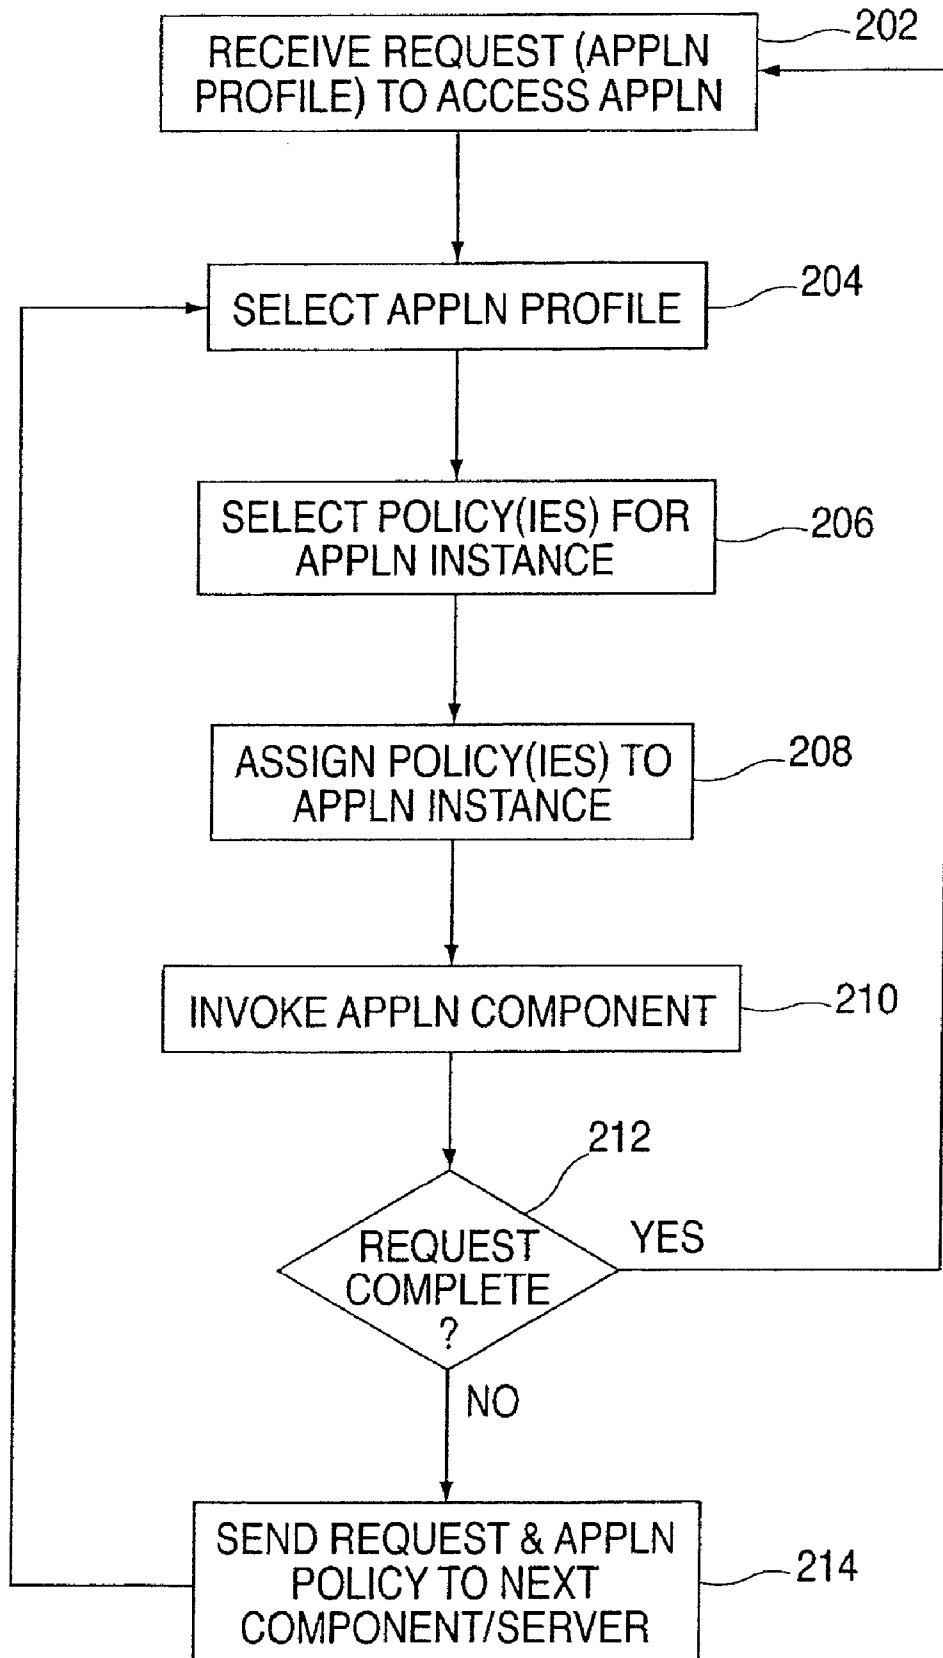 RECEIVE REQUEST (APPLN
PROFILE) TO ACCESS APPLN
202
SELECT APPLN PROFILE
204
SELECT POLICY(IES) FOR
APPLN INSTANCE
206
ASSIGN POLICY(IES) TO
APPLN INSTANCE
208
INVOKE APPLN COMPONENT
210
212
REQUEST
COMPLETE
?
YES
NO
SEND REQUEST & APPLN
POLICY TO NEXT
COMPONENT/SERVER
214